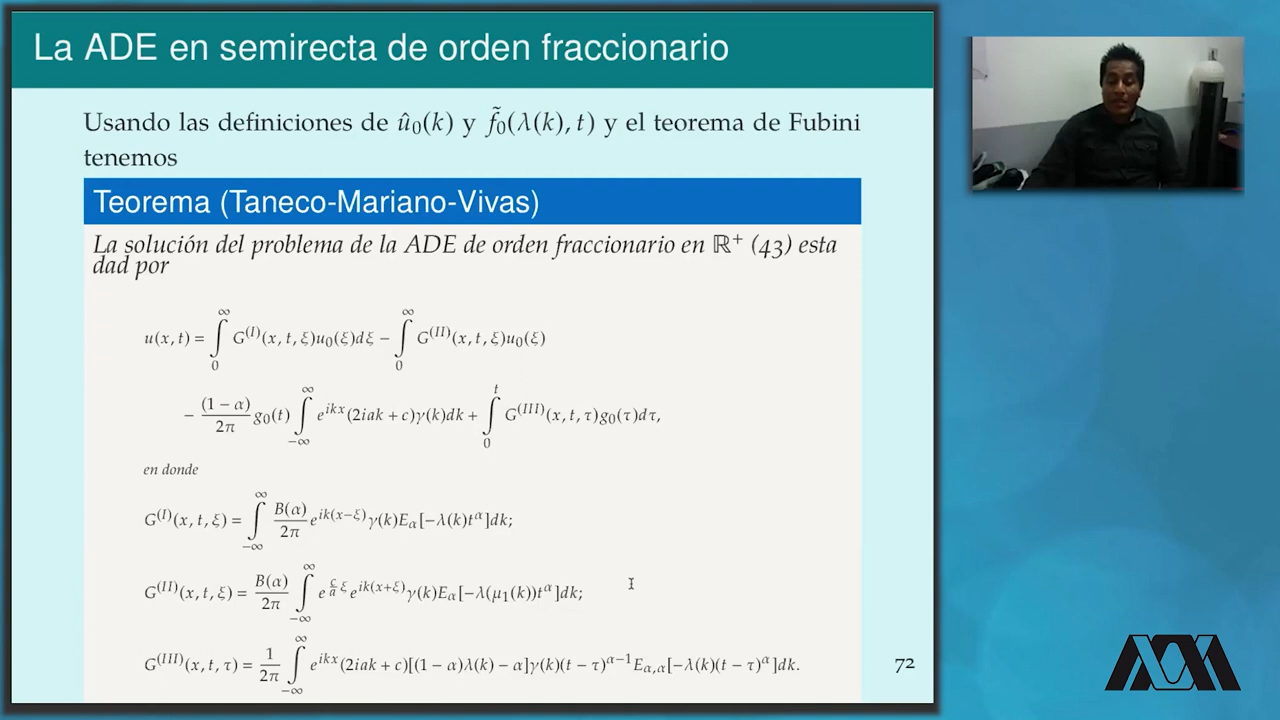 La ADE en semirecta de orden fraccionario
Usando las definiciones de û₀(k) y f̃₀(λ(k), t) y el teorema de Fubini
tenemos
Teorema (Taneco-Mariano-Vivas)
La solución del problema de la ADE de orden fraccionario en ℝ⁺ (43) esta
dad por
u(x, t) = ∫₀^∞ G^(I)(x, t, ξ)u₀(ξ)dξ − ∫₀^∞ G^(II)(x, t, ξ)u₀(ξ)
− (1 − α)/2π g₀(t) ∫_{−∞}^∞ e^{ikx}(2iak + c)γ(k)dk + ∫₀^t G^(III)(x, t, τ)g₀(τ)dτ,
en donde
G^(I)(x, t, ξ) = ∫_{−∞}^∞ B(α)/2π e^{ik(x−ξ)}γ(k)E_α[−λ(k)t^α]dk;
G^(II)(x, t, ξ) = B(α)/2π ∫_{−∞}^∞ e^{c/a ξ}e^{ik(x+ξ)}γ(k)E_α[−λ(μ₁(k))t^α]dk;
G^(III)(x, t, τ) = 1/2π ∫_{−∞}^∞ e^{ikx}(2iak + c)[(1 − α)λ(k) − α]γ(k)(t − τ)^{α−1}E_{α,α}[−λ(k)(t − τ)^α]dk.
72